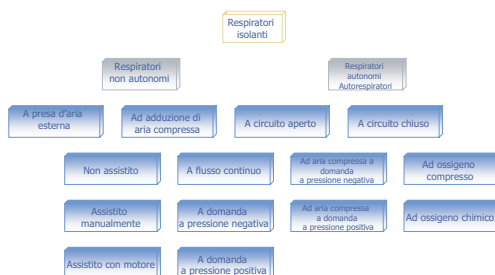 Respiratori
isolanti
Respiratori
non autonomi
Respiratori
autonomi
Autorespiratori
A presa d'aria
esterna
Ad adduzione di
aria compressa
A circuito aperto
A circuito chiuso
Non assistito
A flusso continuo
Ad aria compressa a
domanda
a pressione negativa
Ad ossigeno
compresso
Assistito
manualmente
A domanda
a pressione negativa
Ad aria compressa
a domanda
a pressione positiva
Ad ossigeno chimico
Assistito con motore
A domanda
a pressione positiva